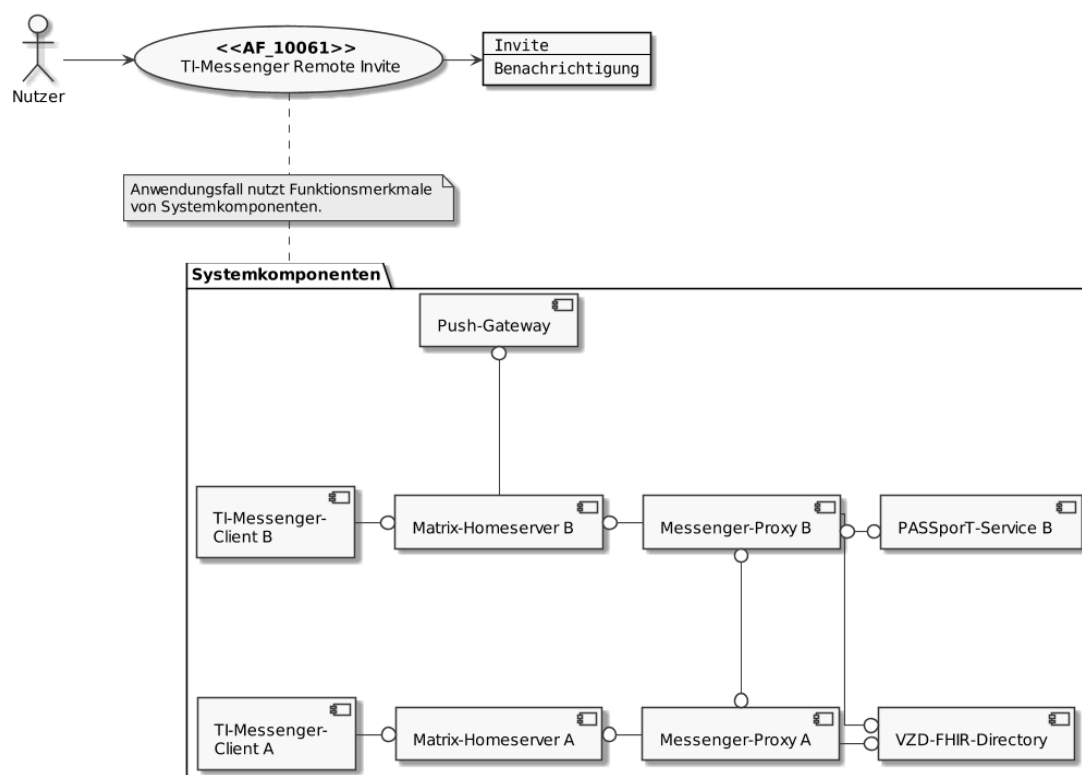 <<AF_10061>>
TI-Messenger Remote Invite
Invite
Benachrichtigung
Nutzer
Anwendungsfall nutzt Funktionsmerkmale
von Systemkomponenten.
Systemkomponenten
Push-Gateway
TI-Messenger-
Client B
Matrix-Homeserver B
Messenger-Proxy B
PASSporT-Service B
TI-Messenger-
Client A
Matrix-Homeserver A
Messenger-Proxy A
VZD-FHIR-Directory